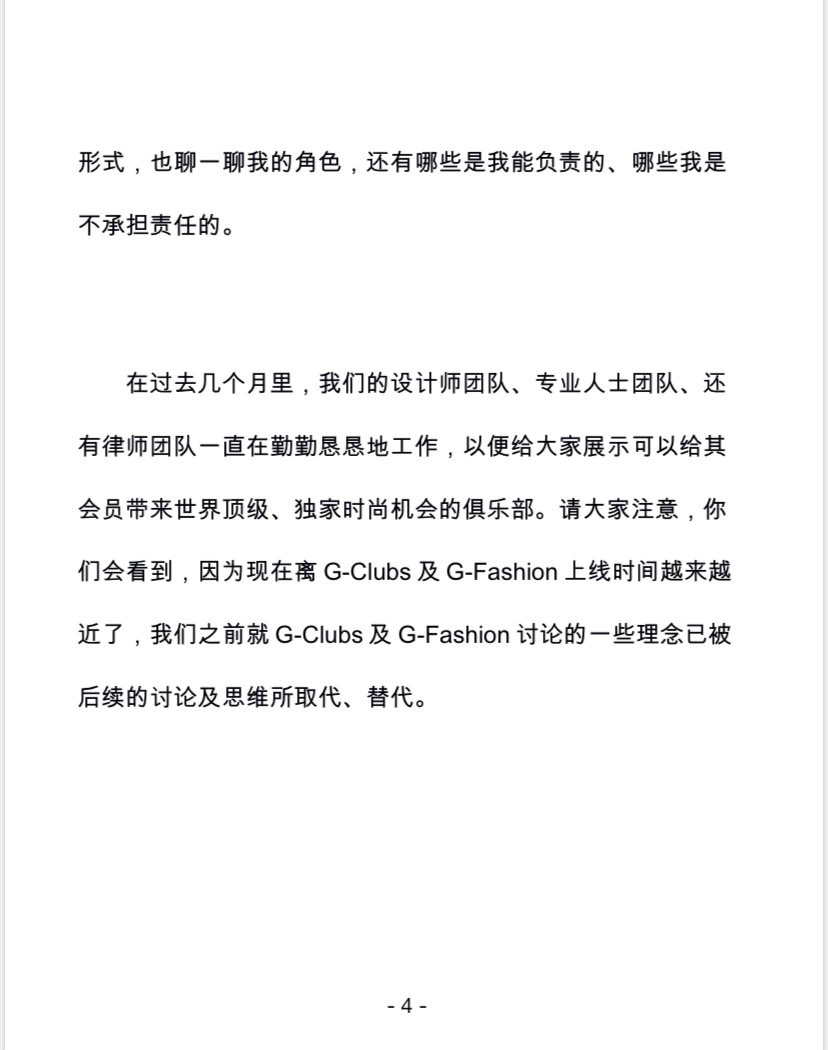 形式，也聊一聊我的角色，还有哪些是我能负责的、哪些我是
不承担责任的。
在过去几个月里，我们的设计师团队、专业人士团队、还
有律师团队一直在勤勤恳恳地工作，以便给大家展示可以给其
会员带来世界顶级、独家时尚机会的俱乐部。请大家注意，你
们会看到，因为现在离 G-Clubs 及 G-Fashion 上线时间越来越
近了，我们之前就 G-Clubs 及 G-Fashion 讨论的一些理念已被
后续的讨论及思维所取代、替代。
- 4 -